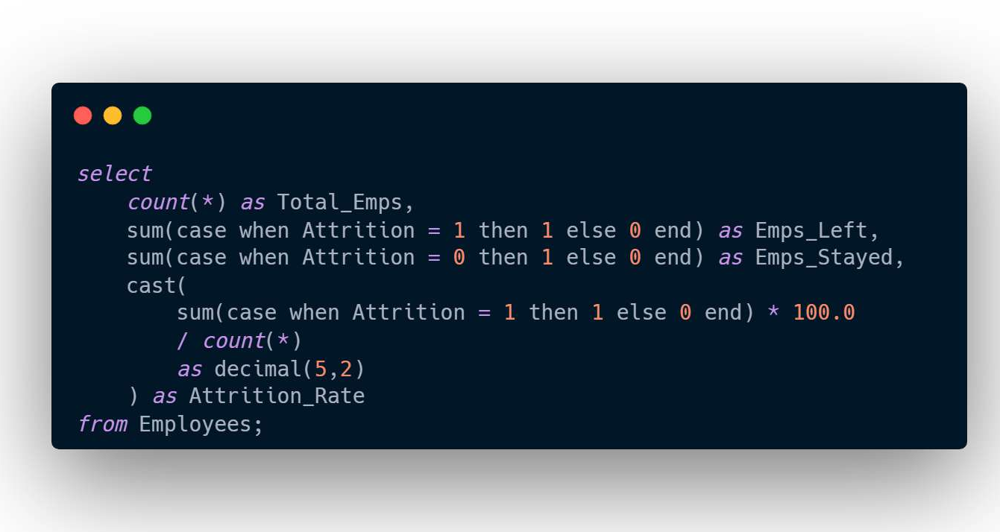 select
    count(*) as Total_Emps,
    sum(case when Attrition = 1 then 1 else 0 end) as Emps_Left,
    sum(case when Attrition = 0 then 1 else 0 end) as Emps_Stayed,
    cast(
        sum(case when Attrition = 1 then 1 else 0 end) * 100.0
        / count(*)
        as decimal(5,2)
    ) as Attrition_Rate
from Employees;